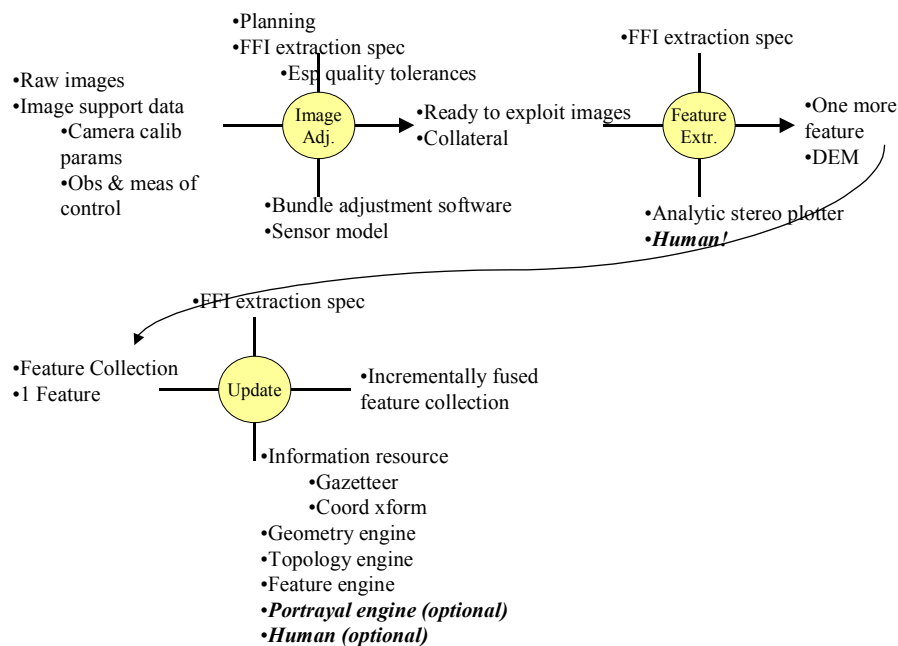 •Planning
•FFI extraction spec
•Esp quality tolerances
•Raw images
•Image support data
•Camera calib
params
•Obs & meas of
control
Image
Adj.
•Ready to exploit images
•Collateral
•Bundle adjustment software
•Sensor model
•FFI extraction spec
Feature
Extr.
•One more
feature
•DEM
•Analytic stereo plotter
•Human!
•FFI extraction spec
•Feature Collection
•1 Feature
Update
•Incrementally fused
feature collection
•Information resource
•Gazetteer
•Coord xform
•Geometry engine
•Topology engine
•Feature engine
•Portrayal engine (optional)
•Human (optional)